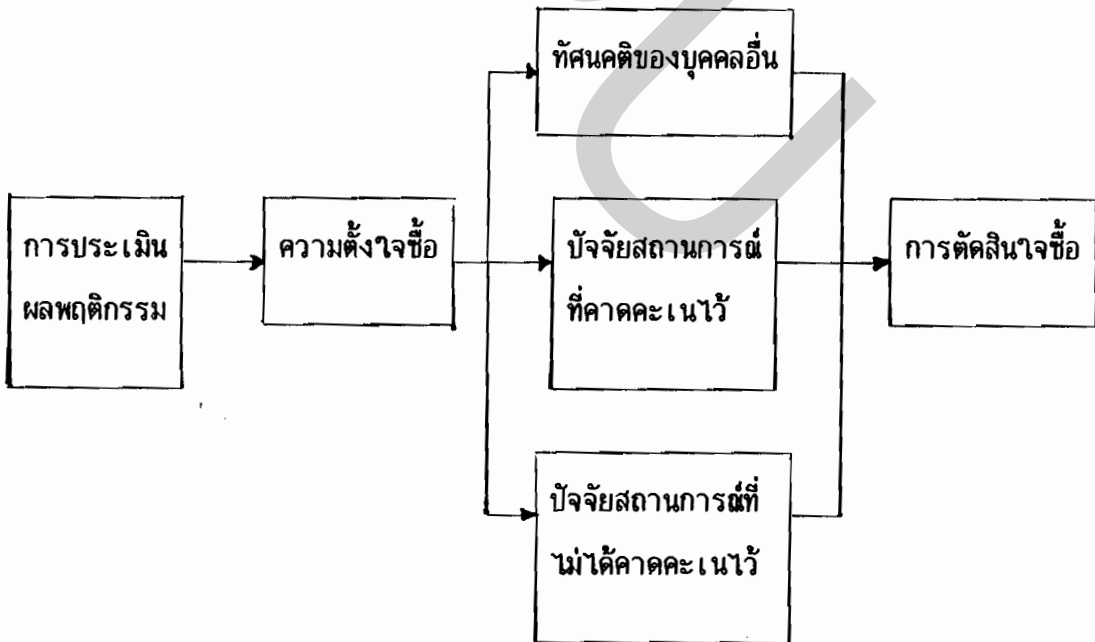 ทัศนคติของบุคคลอื่น
การประเมิน
ผลพฤติกรรม
ความตั้งใจซื้อ
ปัจจัยสถานการณ์
ที่คาดคะเนไว้
การตัดสินใจซื้อ
ปัจจัยสถานการณ์ที่
ไม่ได้คาดคะเนไว้